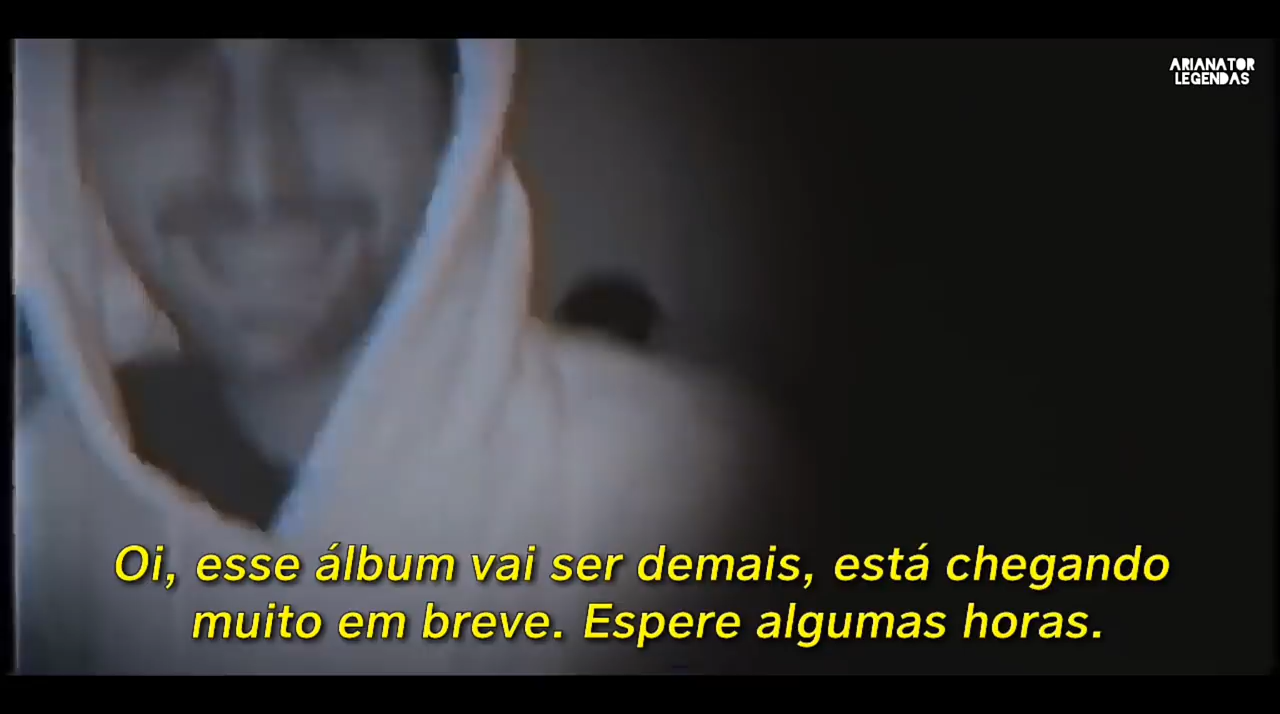 ARIANATOR
LEGENDAS
Oi, esse álbum vai ser demais, está chegando
muito em breve. Espere algumas horas.